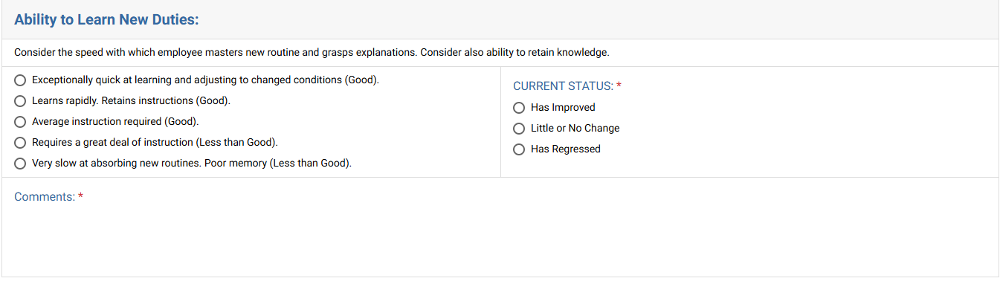 Ability to Learn New Duties:
Consider the speed with which employee masters new routine and grasps explanations. Consider also ability to retain knowledge.
Exceptionally quick at learning and adjusting to changed conditions (Good).
Learns rapidly. Retains instructions (Good).
Average instruction required (Good).
Requires a great deal of instruction (Less than Good).
Very slow at absorbing new routines. Poor memory (Less than Good).
CURRENT STATUS: *
Has Improved
Little or No Change
Has Regressed
Comments: *